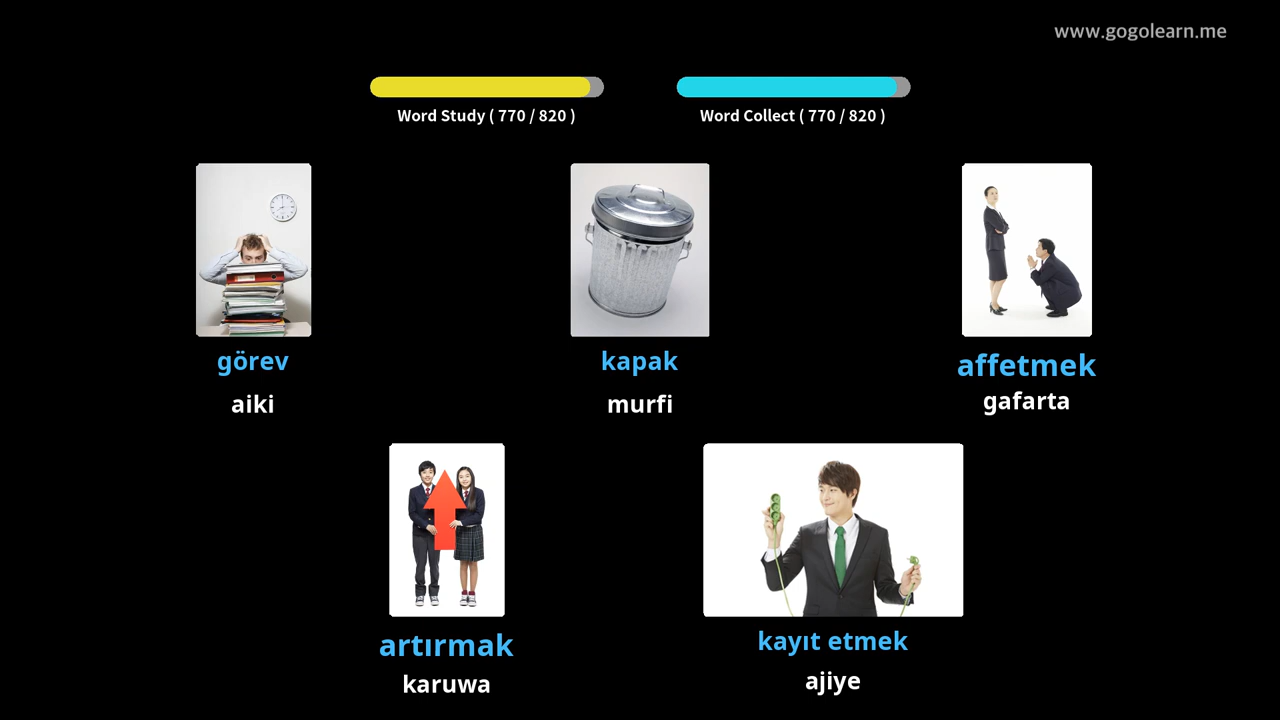 www.gogolearn.me
Word Study ( 770 / 820 )
Word Collect ( 770 / 820 )
görev
aiki
kapak
murfi
affetmek
gafarta
artırmak
karuwa
kayıt etmek
ajiye